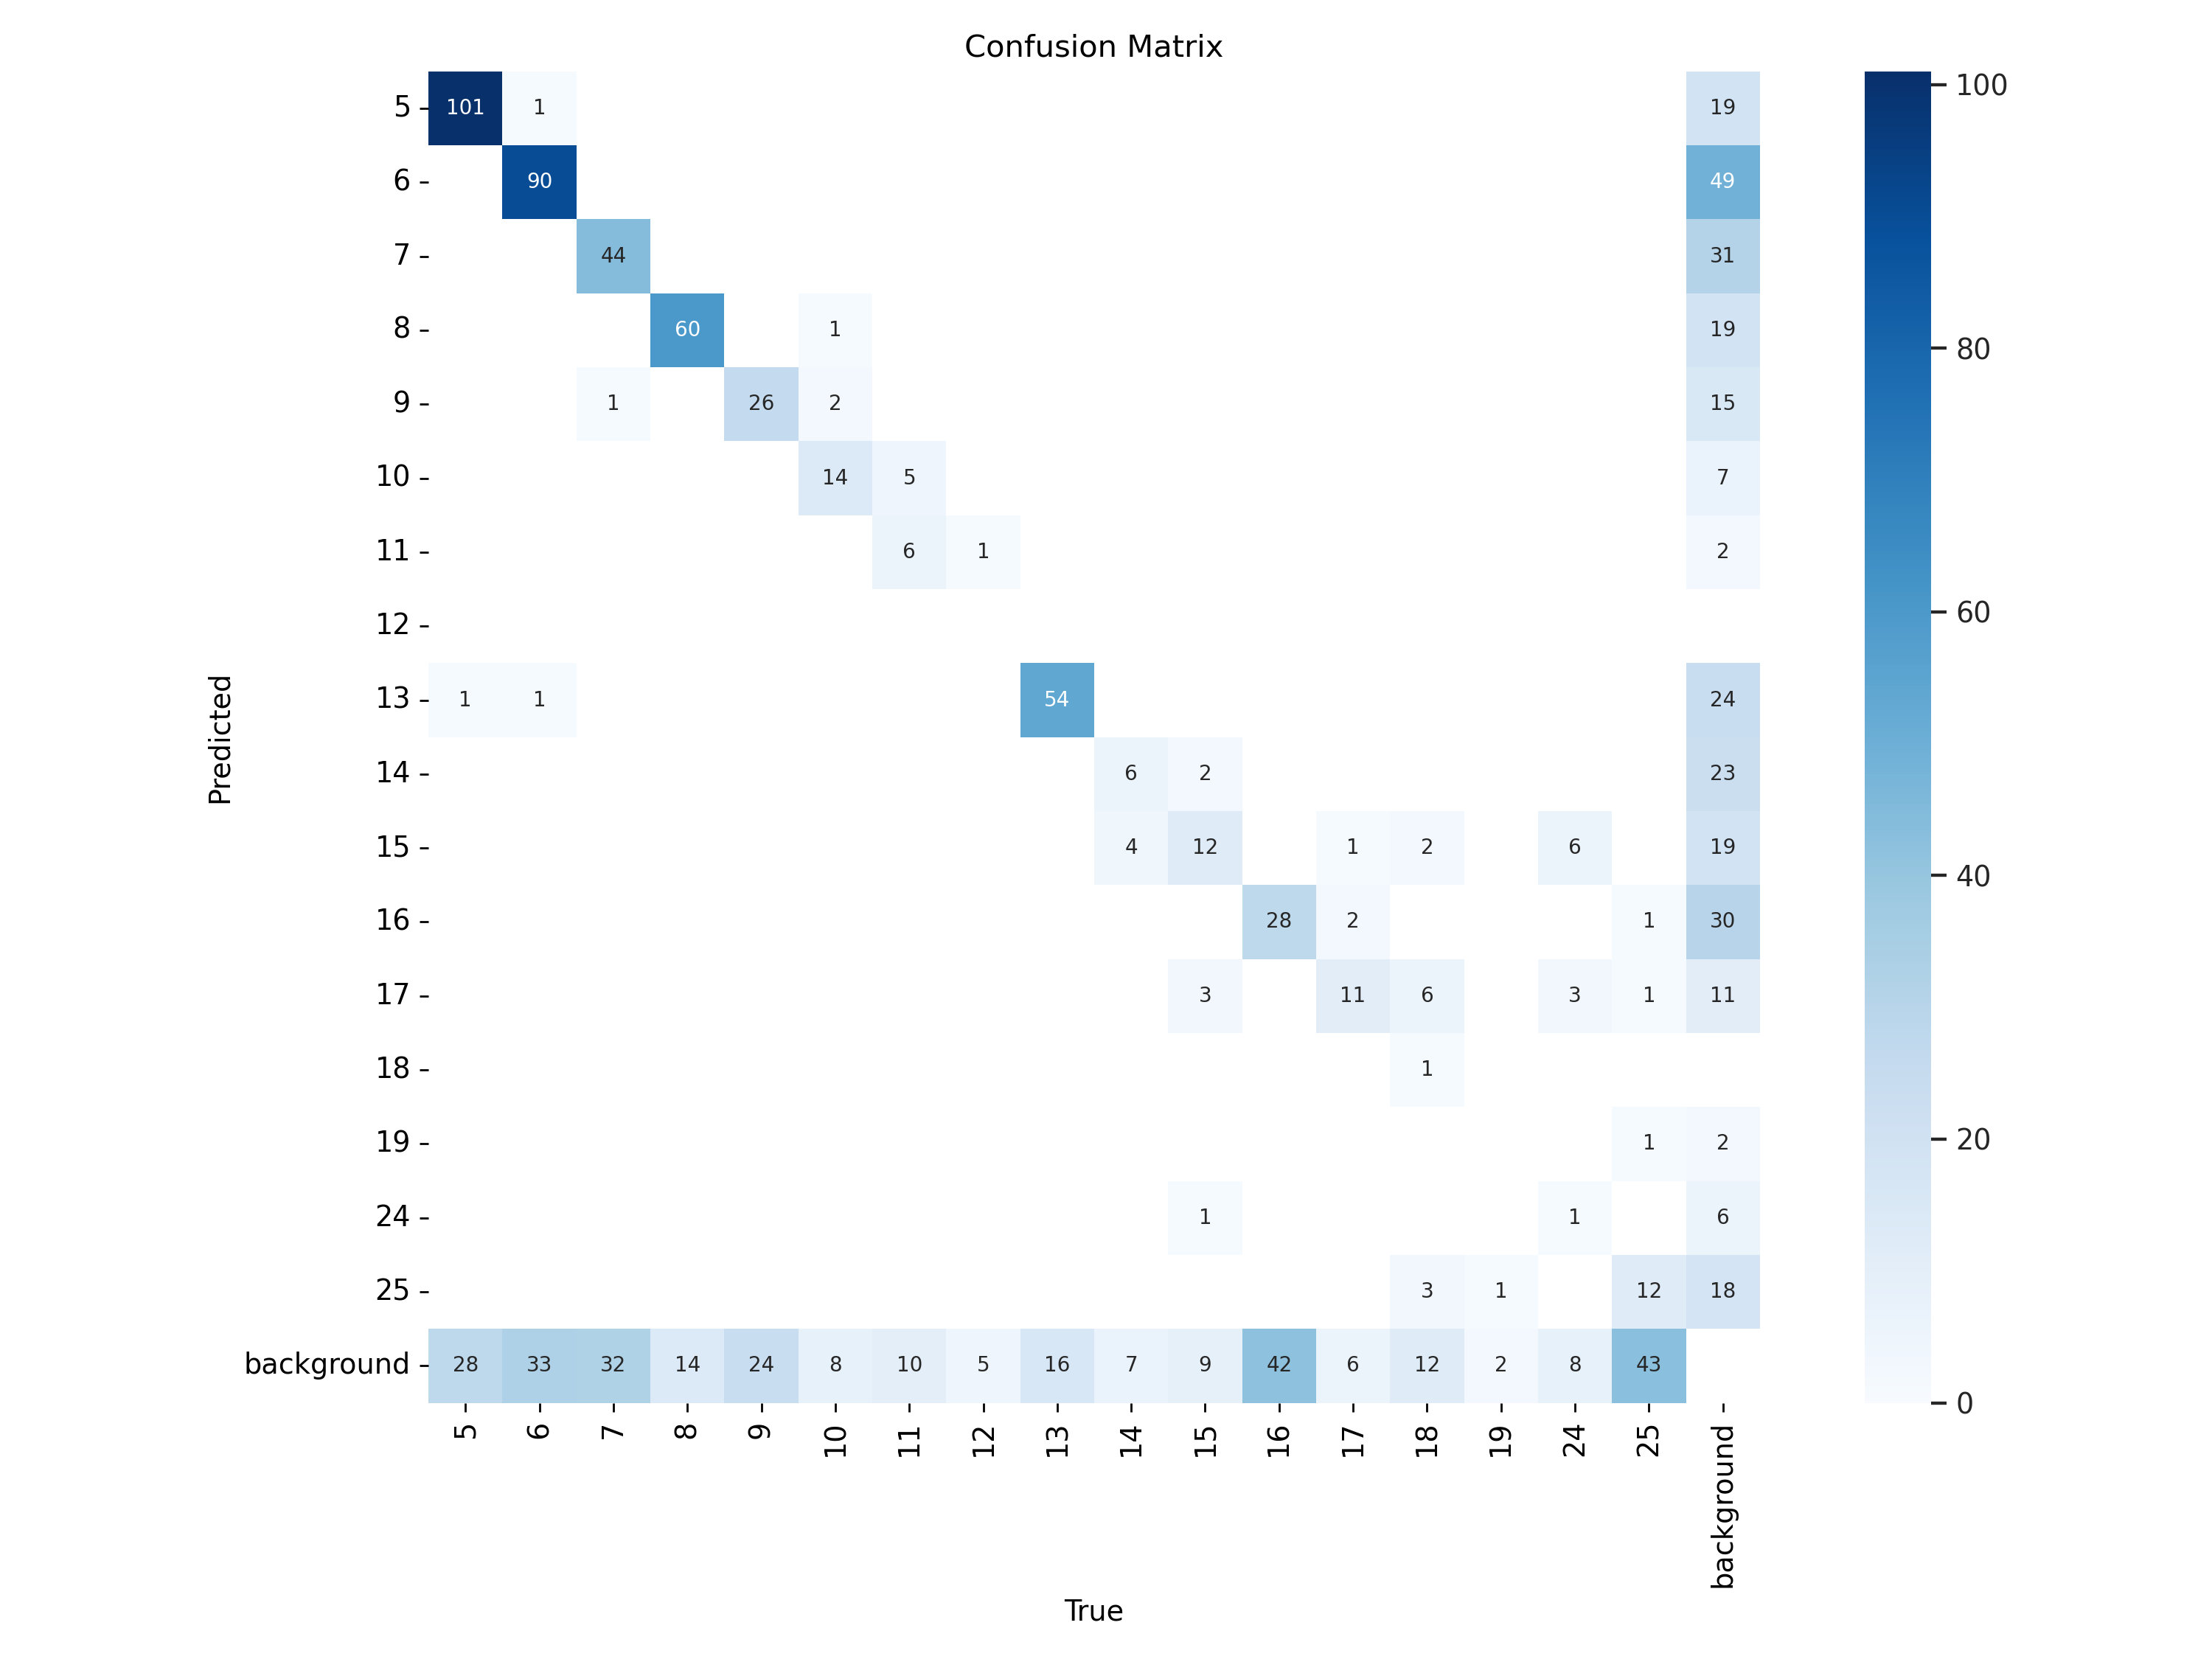 Confusion Matrix
5 101 1 19 100
6 90 49
7 44 31
8 60 1 19 80
9 1 26 2 15
10 14 5 7
11 6 1 2
12 60
Predicted
13 1 1 54 24
14 6 2 23
15 4 12 1 2 6 19
16 28 2 1 30 40
17 3 11 6 3 1 11
18 1
19 1 2 20
24 1 1 6
25 3 1 12 18
background 28 33 32 14 24 8 10 5 16 7 9 42 6 12 2 8 43
0
5 6 7 8 9 10 11 12 13 14 15 16 17 18 19 24 25 background
True